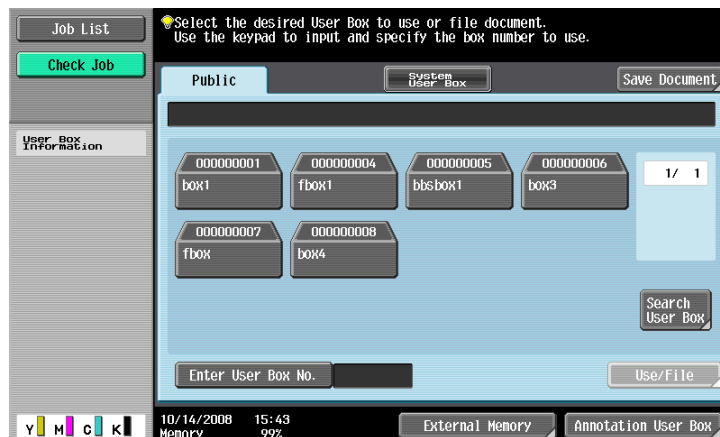 Job List
Check Job
User Box
Information
Select the desired User Box to use or file document.
Use the keypad to input and specify the box number to use.
Public
System
User Box
Save Document
000000001
box1
000000004
fbox1
000000005
bbsbox1
000000006
box3
1/ 1
000000007
fbox
000000008
box4
Search
User Box
Enter User Box No.
Use/File
Y M C K
10/14/2008 15:43
Memory 99%
External Memory
Annotation User Box